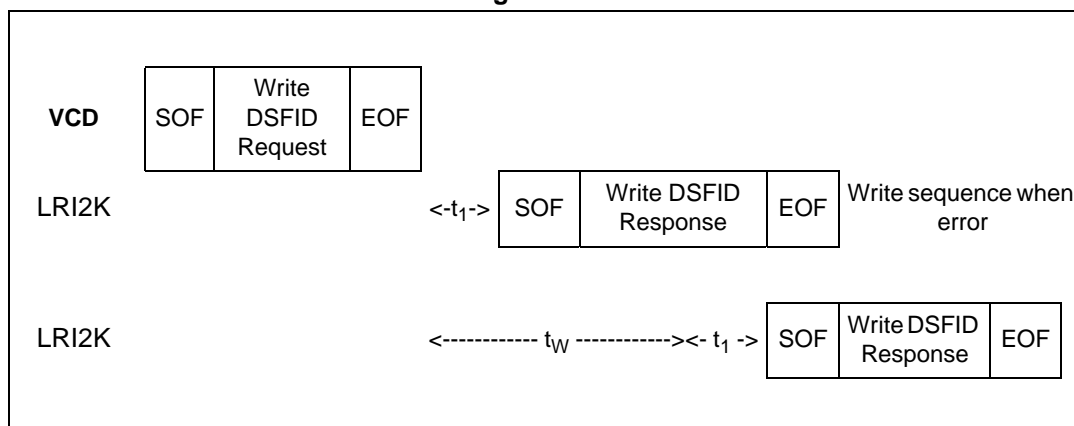 g
Write
VCD SOF DSFID EOF
Request
LRI2K <-t1-> SOF Write DSFID Response EOF Write sequence when error
LRI2K <------------ tW ------------><- t1 -> SOF Write DSFID Response EOF